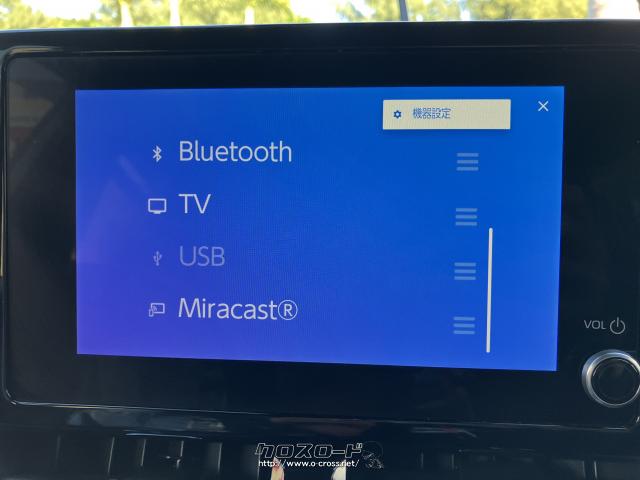 機器設定
Bluetooth
TV
USB
Miracast®
VOL
クロスロード
http://www.o-cross.net/